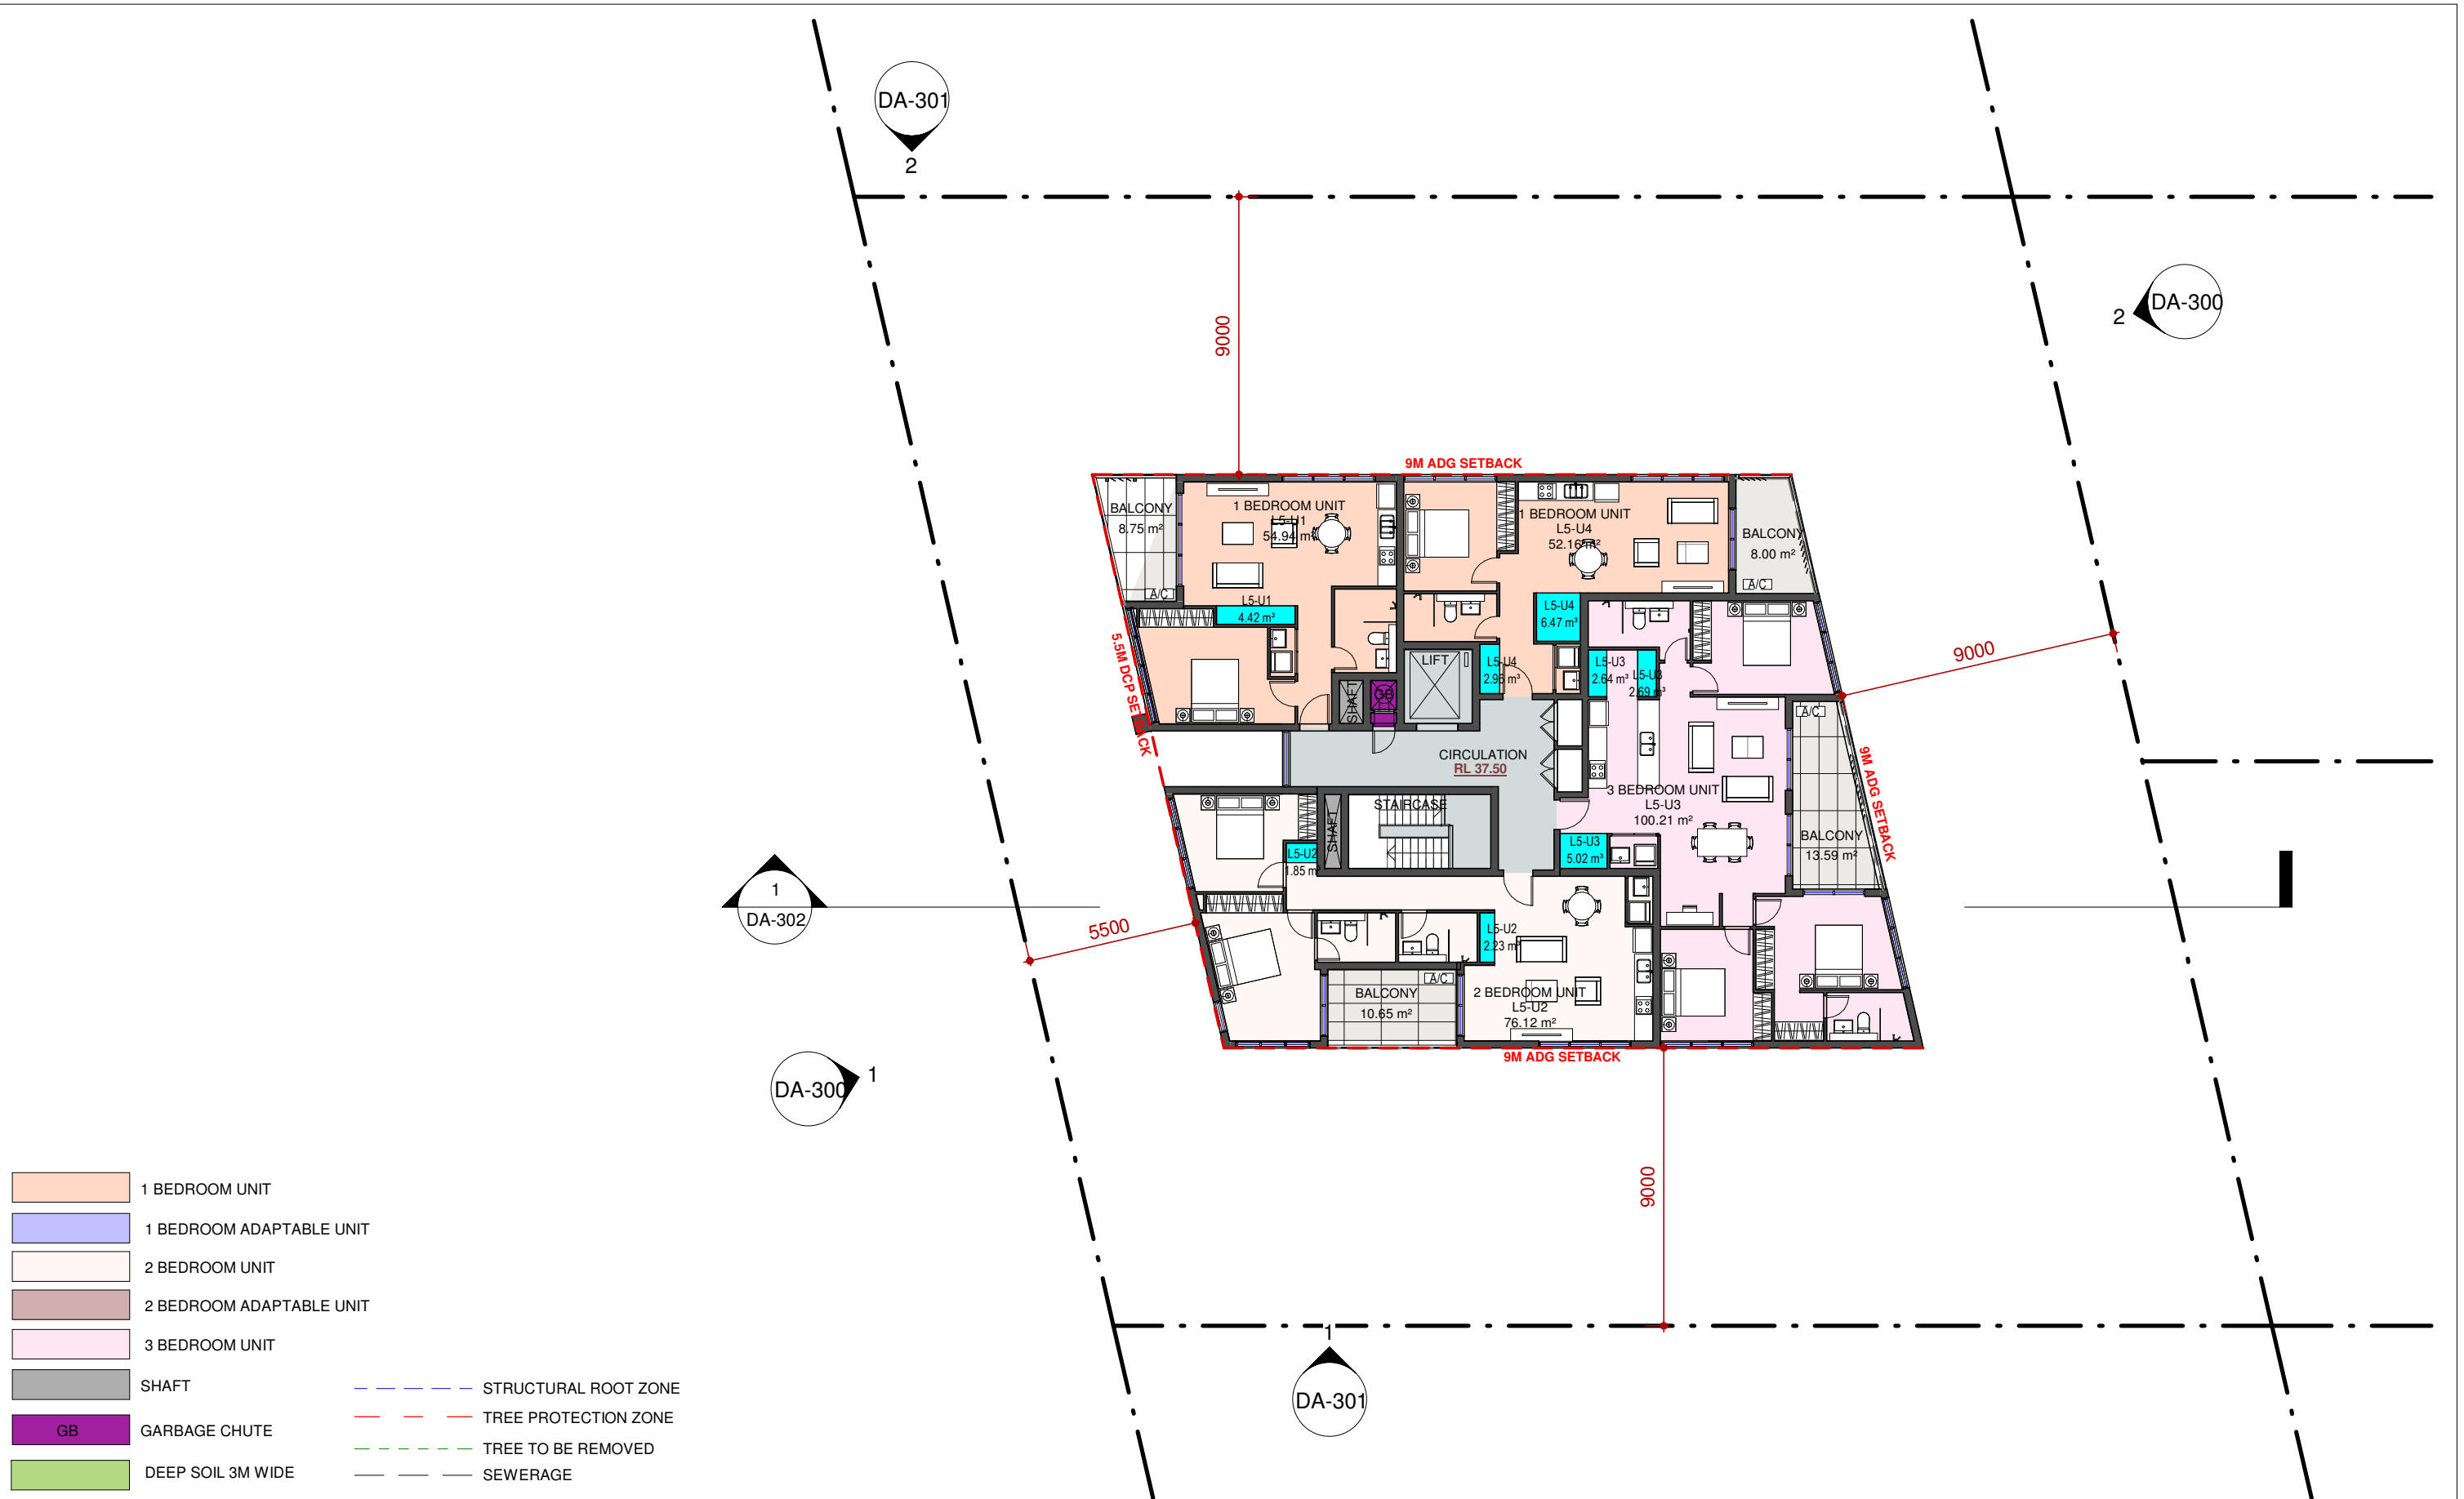 DA-301
2
DA-300
2
9000
9M ADG SETBACK
BALCONY
8.75 m²
A/C
1 BEDROOM UNIT
L5-U1
54.94 m²
1 BEDROOM UNIT
L5-U4
52.16 m²
BALCONY
8.00 m²
A/C
L5-U1
4.42 m³
L5-U4
6.47 m³
5.5M DCP SETBACK
SHAFT
GB
LIFT
L5-U4
2.96 m³
L5-U3
2.64 m³
L5-U3
2.69 m³
9000
A/C
CIRCULATION
RL 37.50
3 BEDROOM UNIT
L5-U3
100.21 m²
BALCONY
13.59 m²
9M ADG SETBACK
STAIRCASE
SHAFT
L5-U2
1.85 m
L5-U3
5.02 m³
1
DA-302
5500
L5-U2
2.23 m³
A/C
BALCONY
10.65 m²
2 BEDROOM UNIT
L5-U2
76.12 m²
9M ADG SETBACK
DA-300
1
9000
1
DA-301
1 BEDROOM UNIT
1 BEDROOM ADAPTABLE UNIT
2 BEDROOM UNIT
2 BEDROOM ADAPTABLE UNIT
3 BEDROOM UNIT
SHAFT
GB GARBAGE CHUTE
DEEP SOIL 3M WIDE
STRUCTURAL ROOT ZONE
TREE PROTECTION ZONE
TREE TO BE REMOVED
SEWERAGE